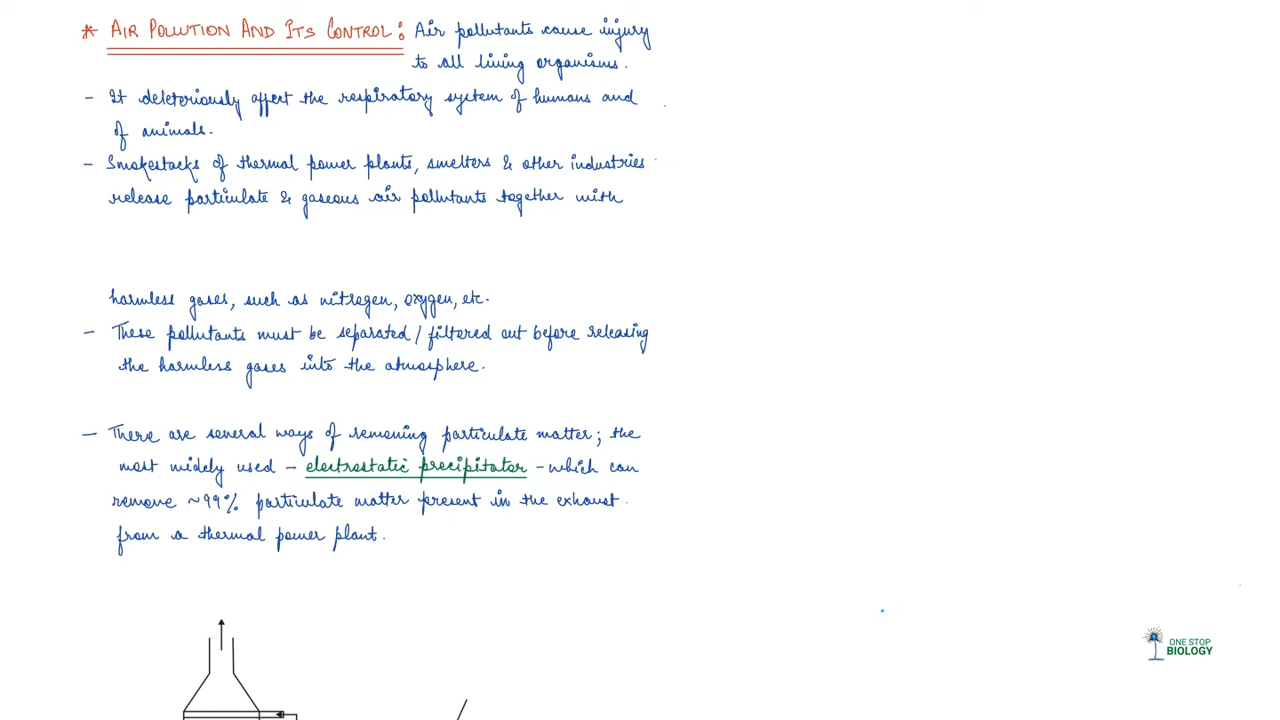 * AIR POLLUTION AND ITS CONTROL: Air pollutants cause injury
to all living organisms.
- It deleteriously affect the respiratory system of humans and
of animals.
- Smokestacks of thermal power plants, smelters & other industries
release particulate & gaseous air pollutants together with
harmless gases, such as nitrogen, oxygen, etc.
- These pollutants must be separated / filtered out before releasing
the harmless gases into the atmosphere.
- There are several ways of removing particulate matter; the
most widely used - electrostatic precipitator - which can
remove ~99% particulate matter present in the exhaust
from a thermal power plant.
ONE STOP
BIOLOGY